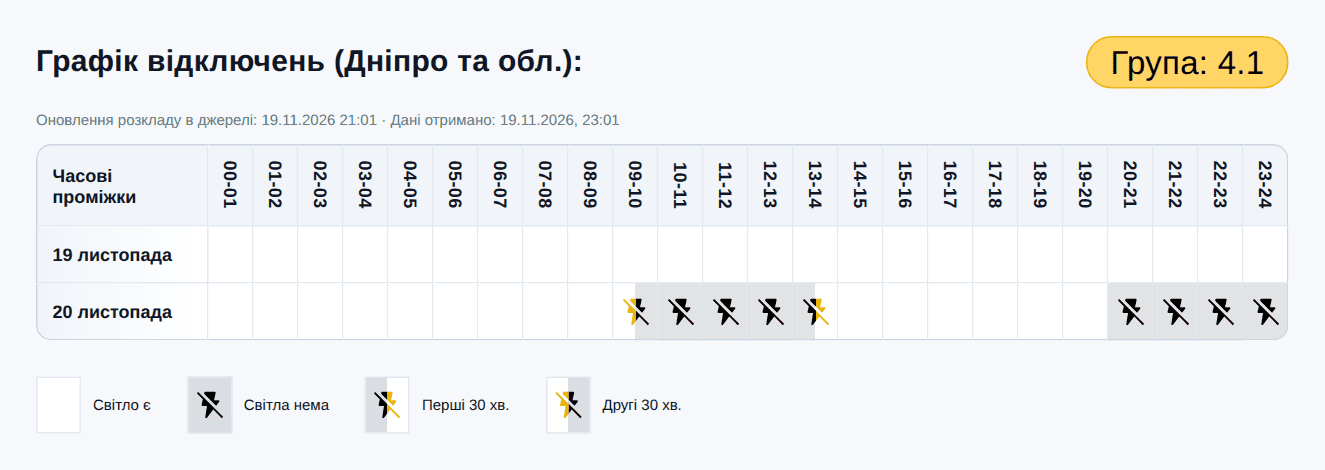 Графік відключень (Дніпро та обл.):
Група: 4.1
Оновлення розкладу в джерелі: 19.11.2026 21:01 · Дані отримано: 19.11.2026, 23:01
Часові
проміжки
00-01
01-02
02-03
03-04
04-05
05-06
06-07
07-08
08-09
09-10
10-11
11-12
12-13
13-14
14-15
15-16
16-17
17-18
18-19
19-20
20-21
21-22
22-23
23-24
19 листопада
20 листопада
Світло є
Світла нема
Перші 30 хв.
Другі 30 хв.